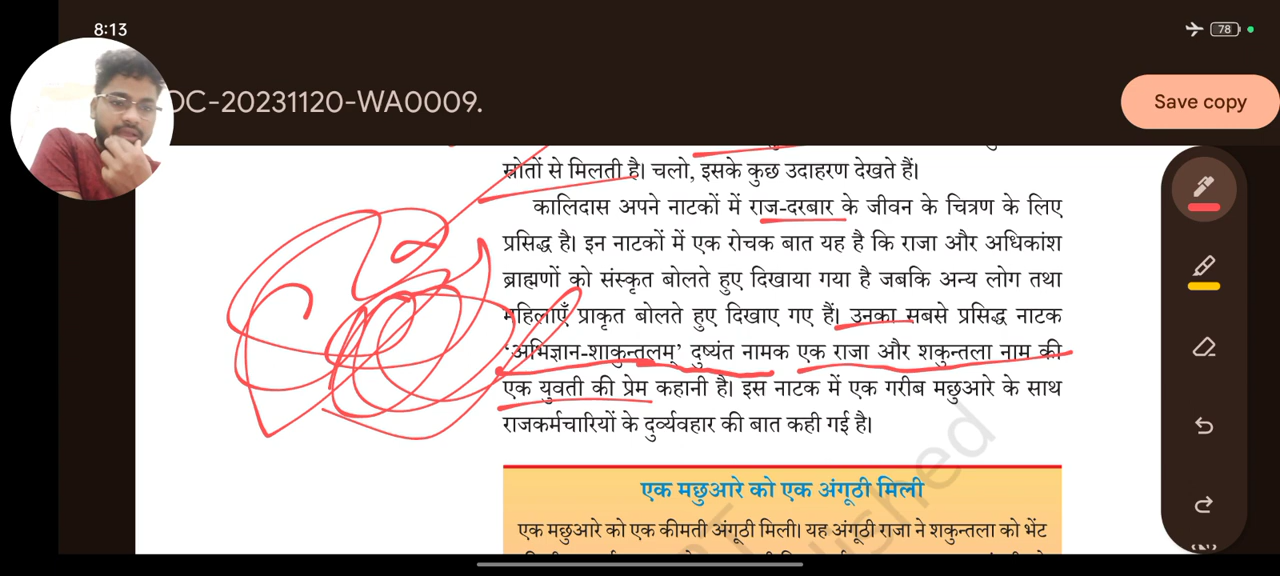 8:13
78
OC-20231120-WA0009.
Save copy
स्रोतों से मिलती है। चलो, इसके कुछ उदाहरण देखते हैं।
कालिदास अपने नाटकों में राज-दरबार के जीवन के चित्रण के लिए
प्रसिद्ध है। इन नाटकों में एक रोचक बात यह है कि राजा और अधिकांश
ब्राह्मणों को संस्कृत बोलते हुए दिखाया गया है जबकि अन्य लोग तथा
महिलाएँ प्राकृत बोलते हुए दिखाए गए हैं। उनका सबसे प्रसिद्ध नाटक
‘अभिज्ञान-शाकुन्तलम्’ दुष्यंत नामक एक राजा और शकुन्तला नाम की
एक युवती की प्रेम कहानी है। इस नाटक में एक गरीब मछुआरे के साथ
राजकर्मचारियों के दुर्व्यवहार की बात कही गई है।
एक मछुआरे को एक अंगूठी मिली
एक मछुआरे को एक कीमती अंगूठी मिली। यह अंगूठी राजा ने शकुन्तला को भेंट